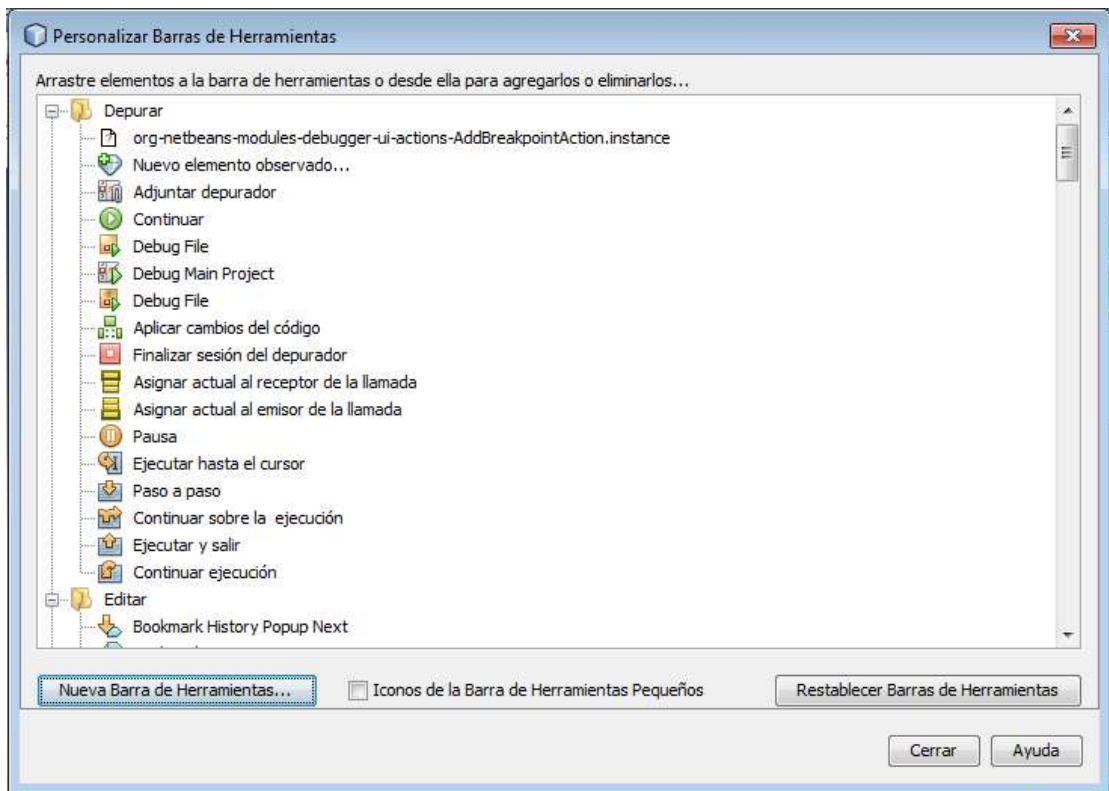 Personalizar Barras de Herramientas
Arrastre elementos a la barra de herramientas o desde ella para agregarlos o eliminarlos...
Depurar
org-netbeans-modules-debugger-ui-actions-AddBreakpointAction.instance
Nuevo elemento observado...
Adjuntar depurador
Continuar
Debug File
Debug Main Project
Debug File
Aplicar cambios del código
Finalizar sesión del depurador
Asignar actual al receptor de la llamada
Asignar actual al emisor de la llamada
Pausa
Ejecutar hasta el cursor
Paso a paso
Continuar sobre la  ejecución
Ejecutar y salir
Continuar ejecución
Editar
Bookmark History Popup Next
Nueva Barra de Herramientas... Iconos de la Barra de Herramientas Pequeños Restablecer Barras de Herramientas
Cerrar Ayuda